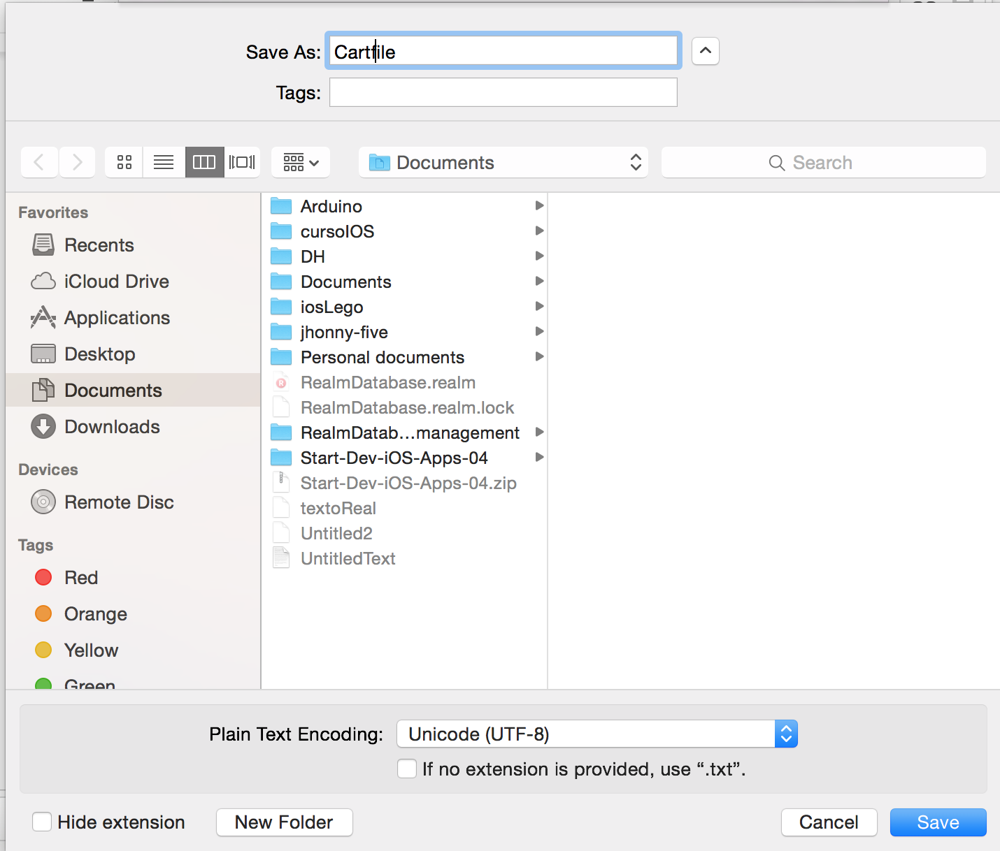 Save As: Cartfile
Tags:
Documents
Search
Favorites
Recents
iCloud Drive
Applications
Desktop
Documents
Downloads
Devices
Remote Disc
Tags
Red
Orange
Yellow
Green
Arduino
cursoIOS
DH
Documents
iosLego
jhonny-five
Personal documents
RealmDatabase.realm
RealmDatabase.realm.lock
RealmDatab...management
Start-Dev-iOS-Apps-04
Start-Dev-iOS-Apps-04.zip
textoReal
Untitled2
UntitledText
Plain Text Encoding: Unicode (UTF-8)
If no extension is provided, use “.txt”.
Hide extension
New Folder
Cancel
Save